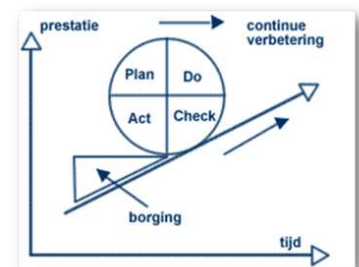 prestatie
continue
verbetering
Plan
Do
Act
Check
borging
tijd